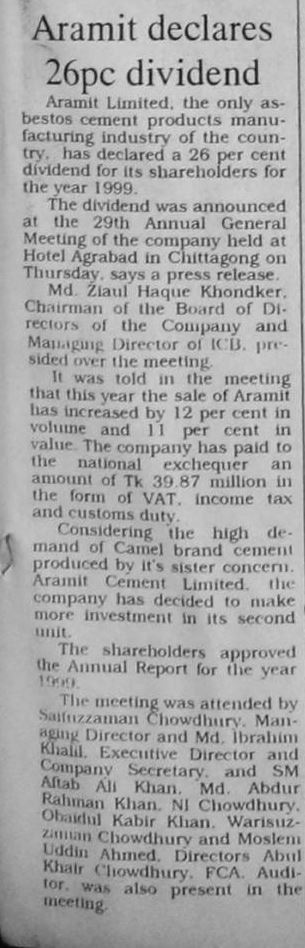 Aramit declares
26pc dividend
Aramit Limited, the only as-
bestos cement products manu-
facturing industry of the coun-
try, has declared a 26 per cent
dividend for its shareholders for
the year 1999.
The dividend was announced
at the 29th Annual General
Meeting of the company held at
Hotel Agrabad in Chittagong on
Thursday, says a press release.
Md. Ziaul Haque Khondker,
Chairman of the Board of Di-
rectors of the Company and
Managing Director of ICB, pre-
sided over the meeting.
It was told in the meeting
that this year the sale of Aramit
has increased by 12 per cent in
volume and 11 per cent in
value. The company has paid to
the national exchequer an
amount of Tk 39.87 million in
the form of VAT, income tax
and customs duty.
Considering the high de-
mand of Camel brand cement
produced by it's sister concern,
Aramit Cement Limited, the
company has decided to make
more investment in its second
unit.
The shareholders approved
the Annual Report for the year
1999.
The meeting was attended by
Saifuzzaman Chowdhury, Man-
aging Director and Md. Ibrahim
Khalil, Executive Director and
Company Secretary, and SM
Aftab Ali Khan, Md. Abdur
Rahman Khan, NI Chowdhury,
Obaidul Kabir Khan, Warisuz-
zaman Chowdhury and Moslem
Uddin Ahmed, Directors Abul
Khair Chowdhury, FCA, Audi-
tor, was also present in the
meeting.